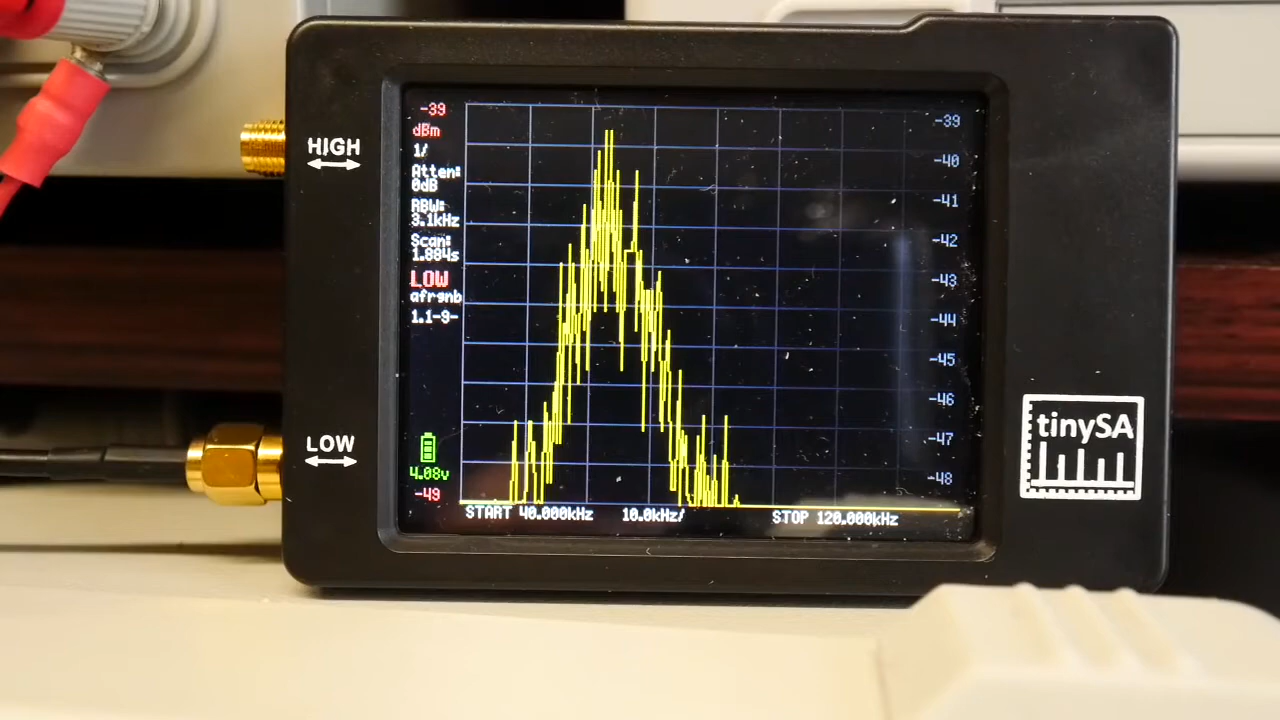 HIGH
LOW
-39
dBm
1/
Atten:
0dB
RBW:
3.1kHz
Scan:
1.884s
LOW
afrgnb
1.1-9-
4.08v
-49
START 40.000kHz 10.0kHz/ STOP 120.000kHz
-39
-40
-41
-42
-43
-44
-45
-46
-47
-48
tinySA